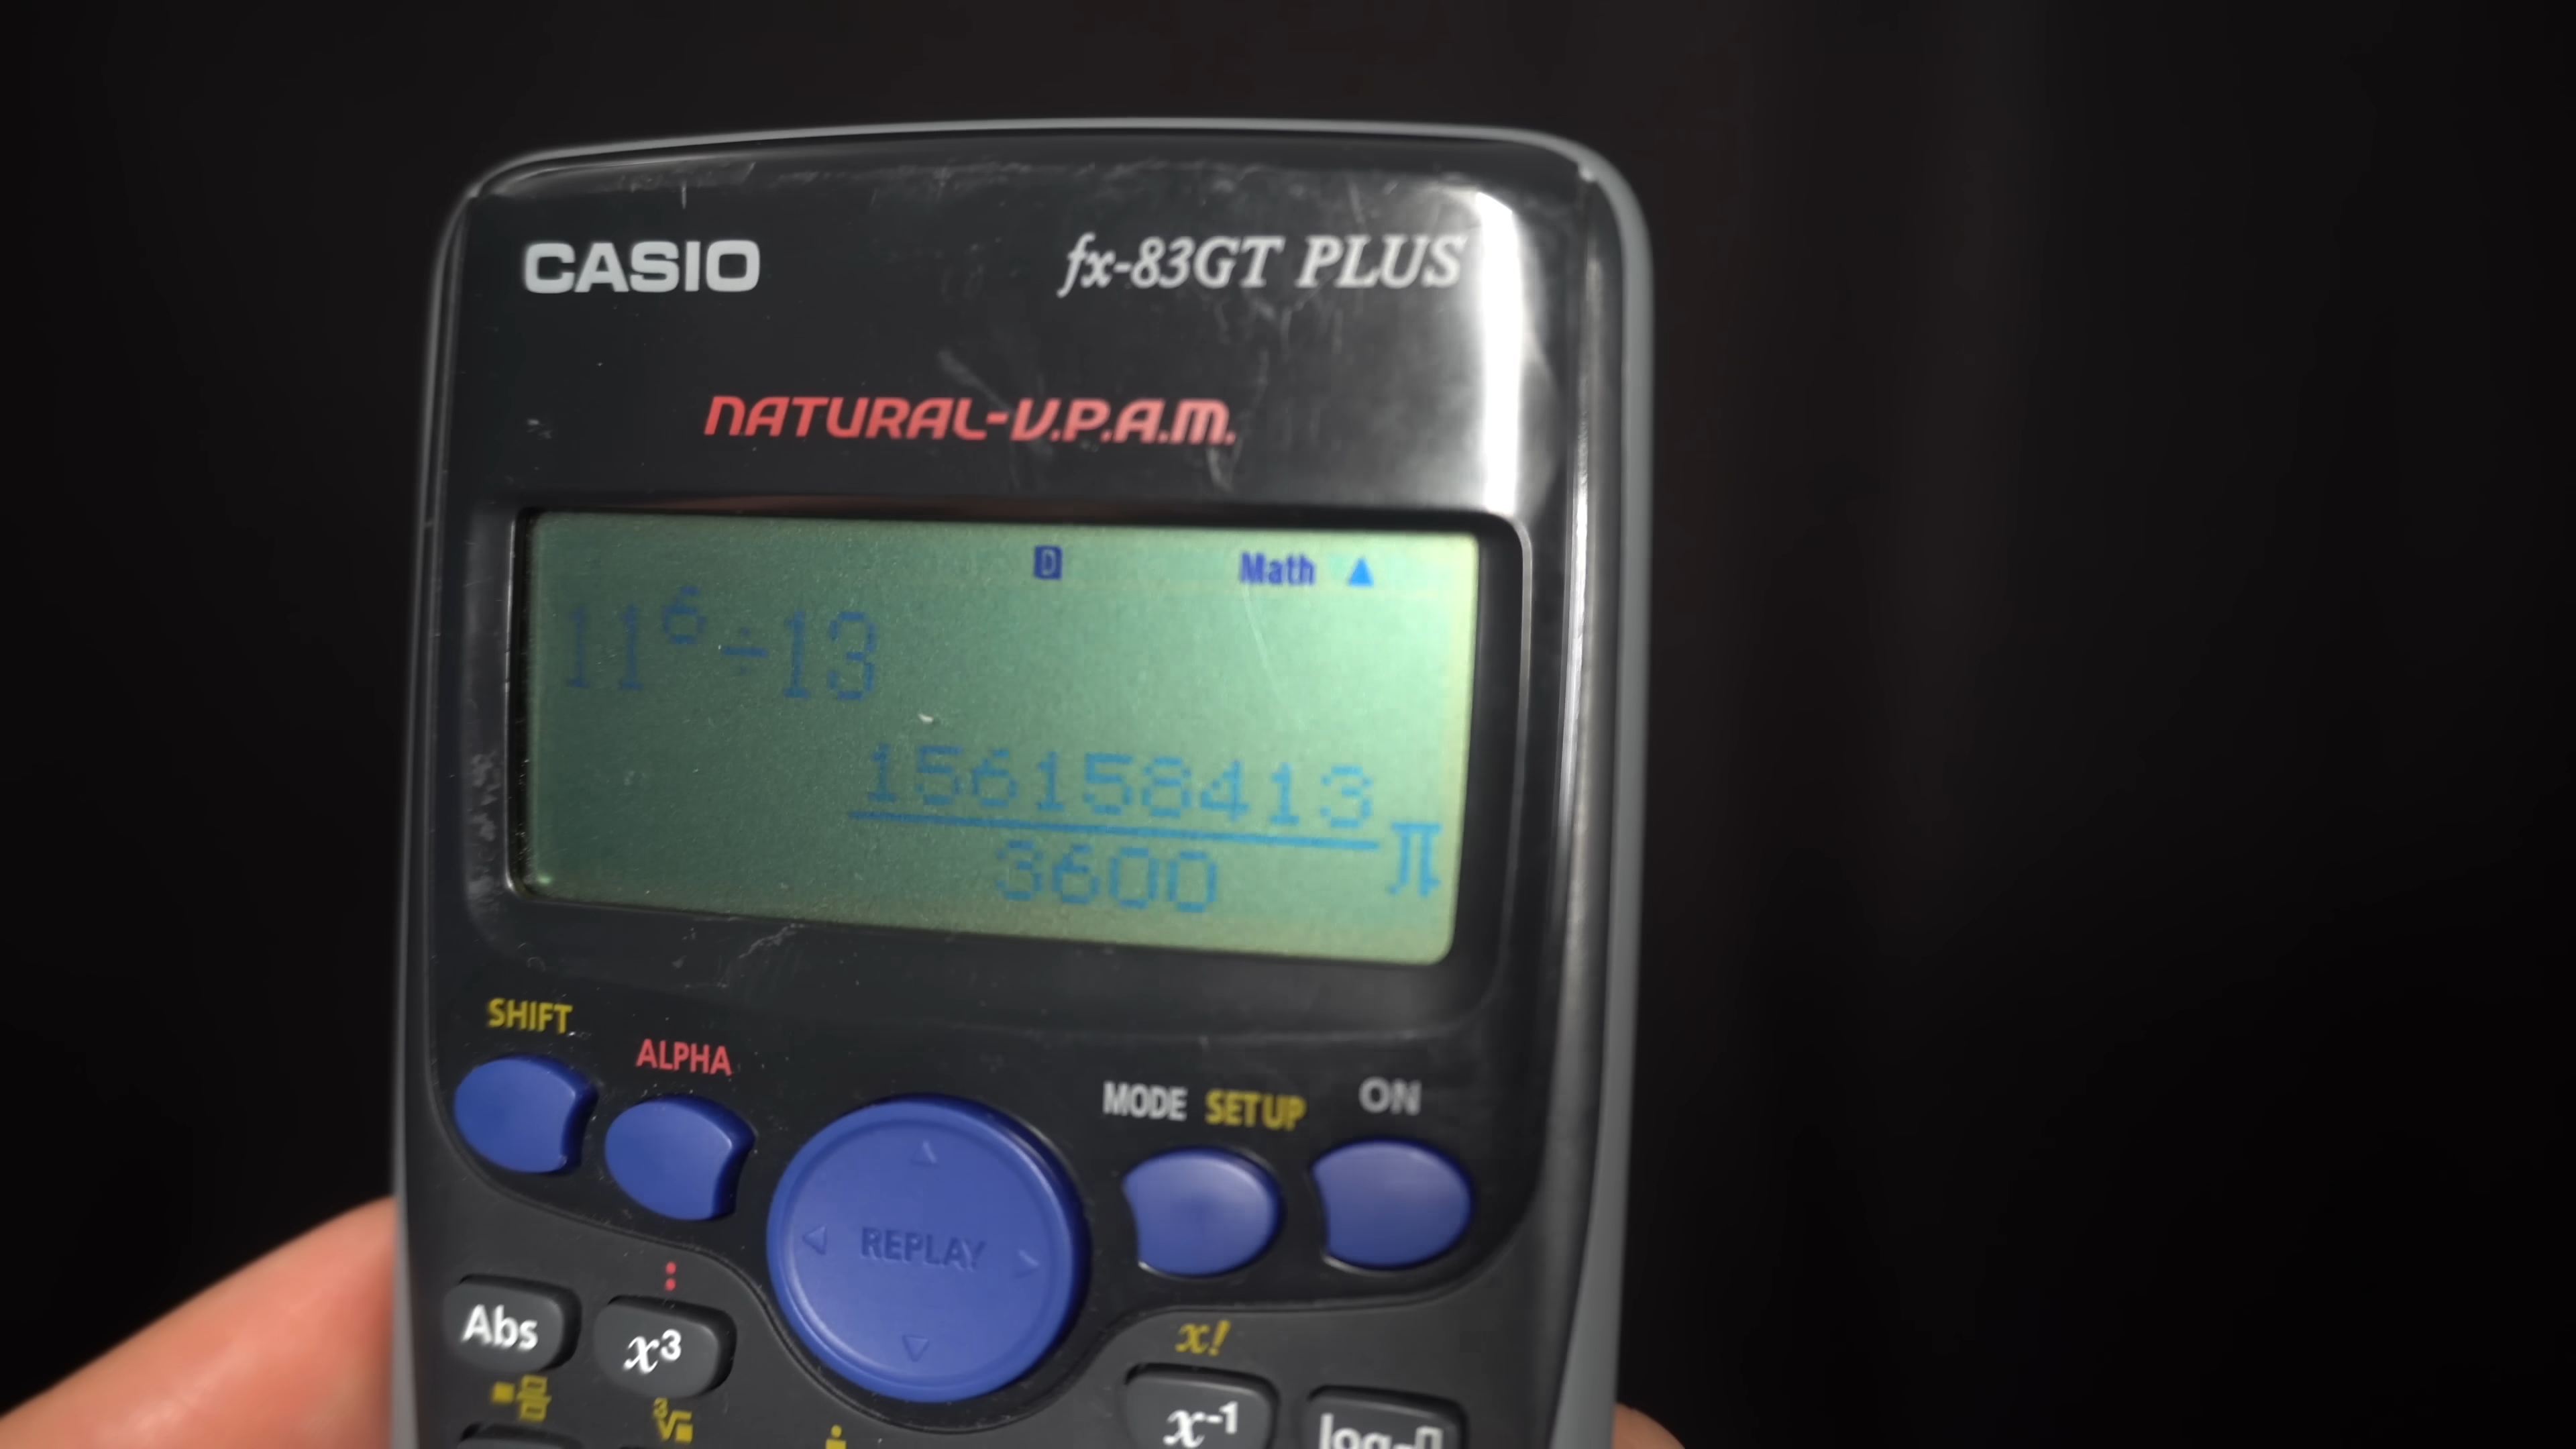 CASIO fx-83GT PLUS
NATURAL-V.P.A.M.
D Math ▲
11⁶÷13
156158413
3600 π
SHIFT
ALPHA
MODE SETUP ON
REPLAY
:
Abs x³ x!
³√ x⁻¹